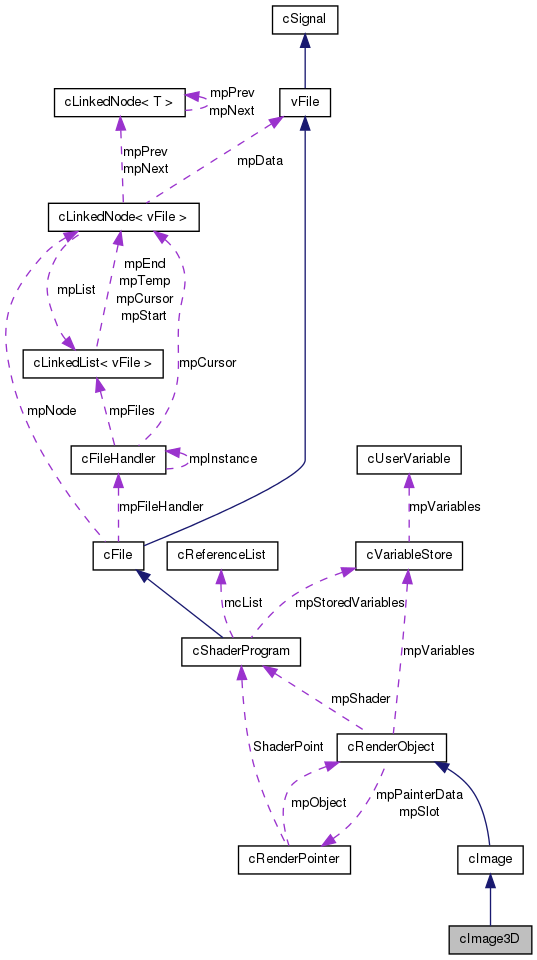 cSignal
cLinkedNode< T >
mpPrev
mpNext
vFile
mpPrev
mpNext
mpData
cLinkedNode< vFile >
mpList
mpEnd
mpTemp
mpCursor
mpStart
cLinkedList< vFile >
mpCursor
mpNode
mpFiles
cFileHandler
mpInstance
cUserVariable
mpFileHandler
mpVariables
cFile
cReferenceList
cVariableStore
mcList
mpStoredVariables
cShaderProgram
mpVariables
mpShader
ShaderPoint
cRenderObject
mpObject
mpPainterData
mpSlot
cRenderPointer
cImage
cImage3D